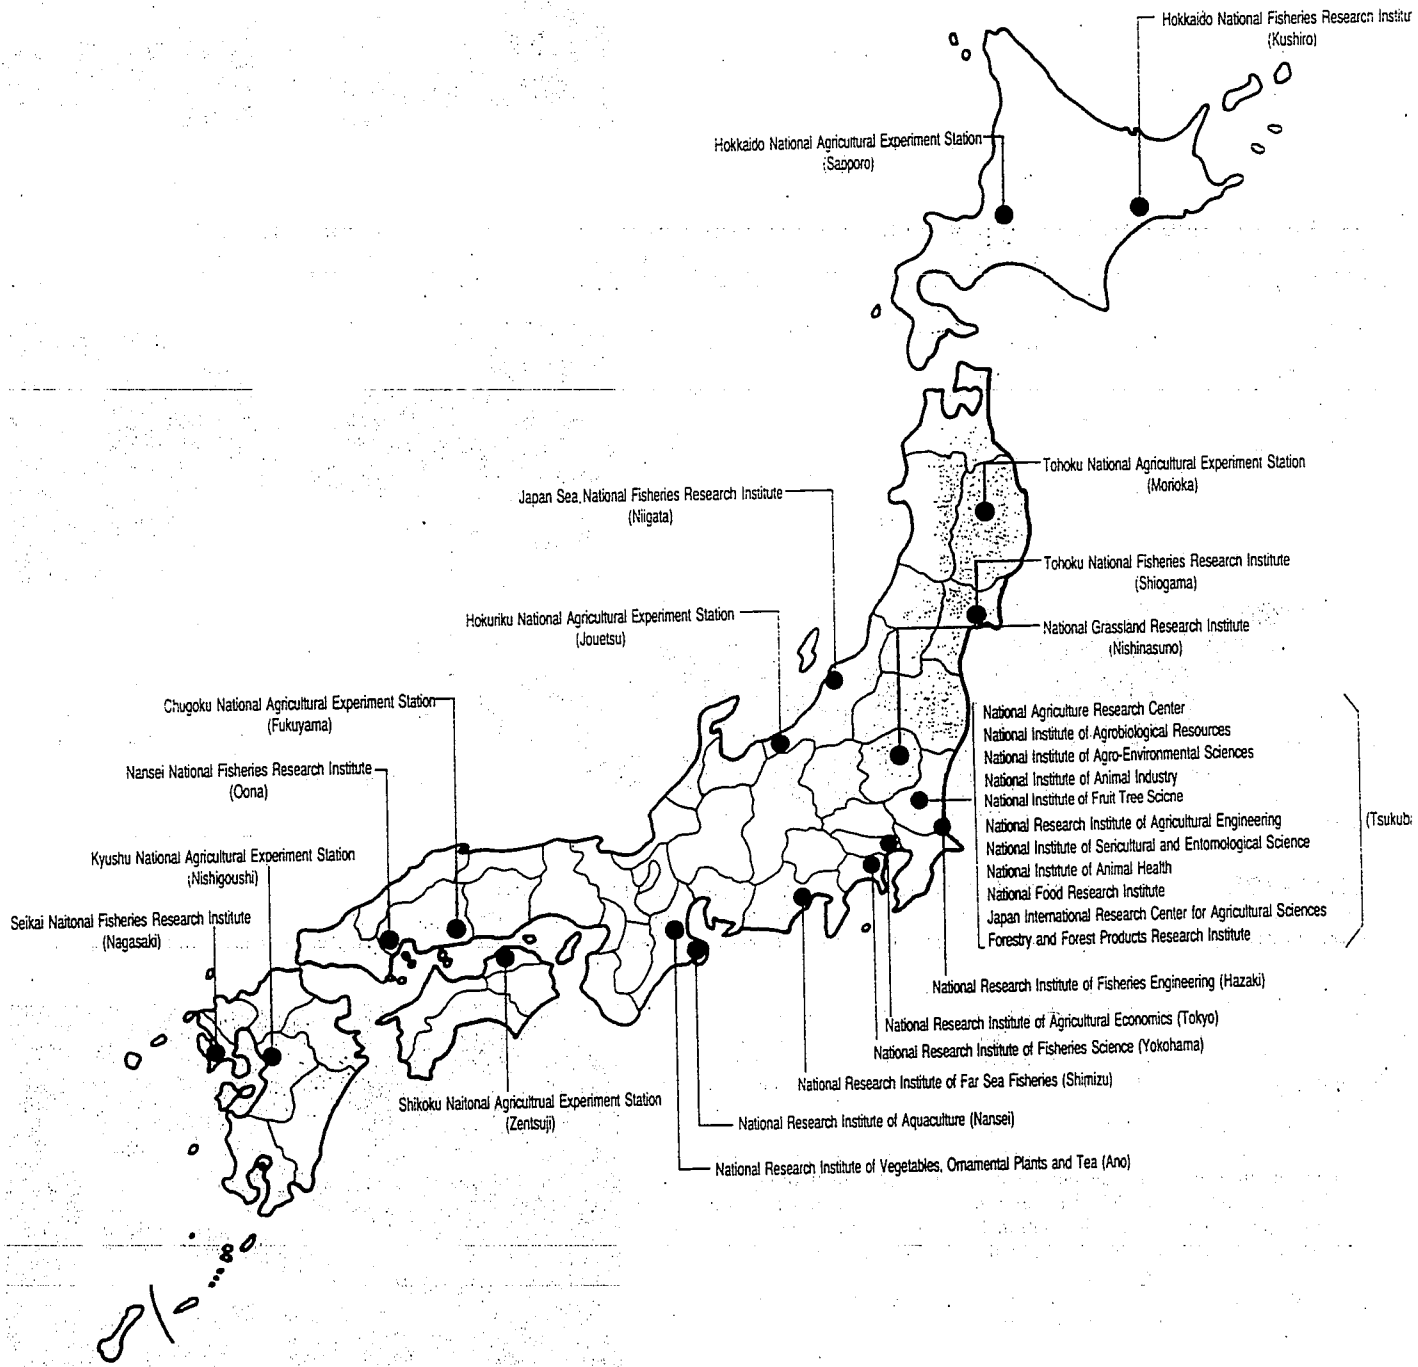 Hokkaido National Fisheries Research Institu
(Kushiro)
Hokkaido National Agricultural Experiment Station
(Sapporo)
Tohoku National Agricultural Experiment Station
(Morioka)
Japan Sea National Fisheries Research Institute
(Niigata)
Tohoku National Fisheries Research Institute
(Shiogama)
Hokuriku National Agricultural Experiment Station
(Jouetsu)
National Grassland Research Institute
(Nishinasuno)
Chugoku National Agricultural Experiment Station
(Fukuyama)
National Agriculture Research Center
National Institute of Agrobiological Resources
National Institute of Agro-Environmental Sciences
National Institute of Animal Industry
National Institute of Fruit Tree Scicne
National Research Institute of Agricultural Engineering
National Institute of Sericultural and Entomological Science
National Institute of Animal Health
National Food Research Institute
Japan International Research Center for Agricultural Sciences
Forestry and Forest Products Research Institute
(Tsukub
Nansei National Fisheries Research Institute
(Oona)
Kyushu National Agricultural Experiment Station
(Nishigoushi)
Seikai Naitonal Fisheries Research Institute
(Nagasaki)
National Research Institute of Fisheries Engineering (Hazaki)
National Research Institute of Agricultural Economics (Tokyo)
National Research Institute of Fisheries Science (Yokohama)
National Research Institute of Far Sea Fisheries (Shimizu)
Shikoku Naitonal Agricultrual Experiment Station
(Zentsuji)
National Research Institute of Aquaculture (Nansei)
National Research Institute of Vegetables, Ornamental Plants and Tea (Ano)